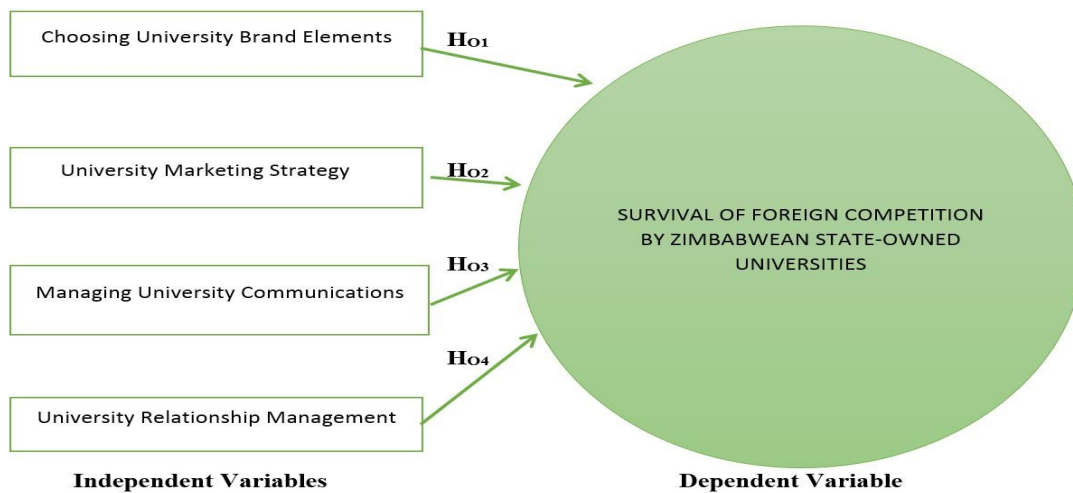 Choosing University Brand Elements
HO1
University Marketing Strategy
HO2
SURVIVAL OF FOREIGN COMPETITION
BY ZIMBABWEAN STATE-OWNED
UNIVERSITIES
HO3
Managing University Communications
HO4
University Relationship Management
Independent Variables
Dependent Variable